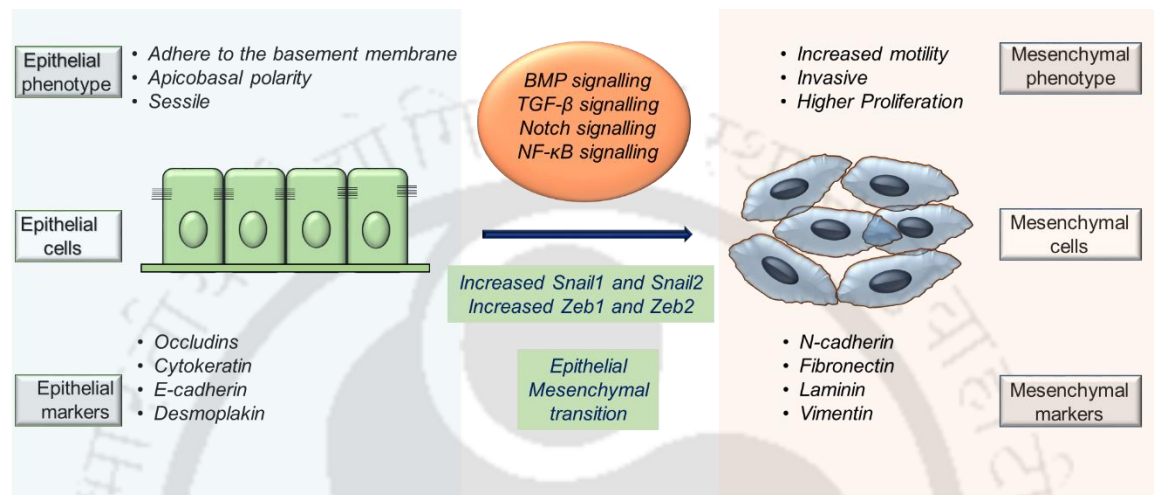 Epithelial
phenotype
• Adhere to the basement membrane
• Apicobasal polarity
• Sessile
BMP signalling
TGF-β signalling
Notch signalling
NF-κB signalling
• Increased motility
• Invasive
• Higher Proliferation
Mesenchymal
phenotype
Epithelial
cells
Increased Snail1 and Snail2
Increased Zeb1 and Zeb2
Mesenchymal
cells
Epithelial
markers
• Occludins
• Cytokeratin
• E-cadherin
• Desmoplakin
Epithelial
Mesenchymal
transition
• N-cadherin
• Fibronectin
• Laminin
• Vimentin
Mesenchymal
markers